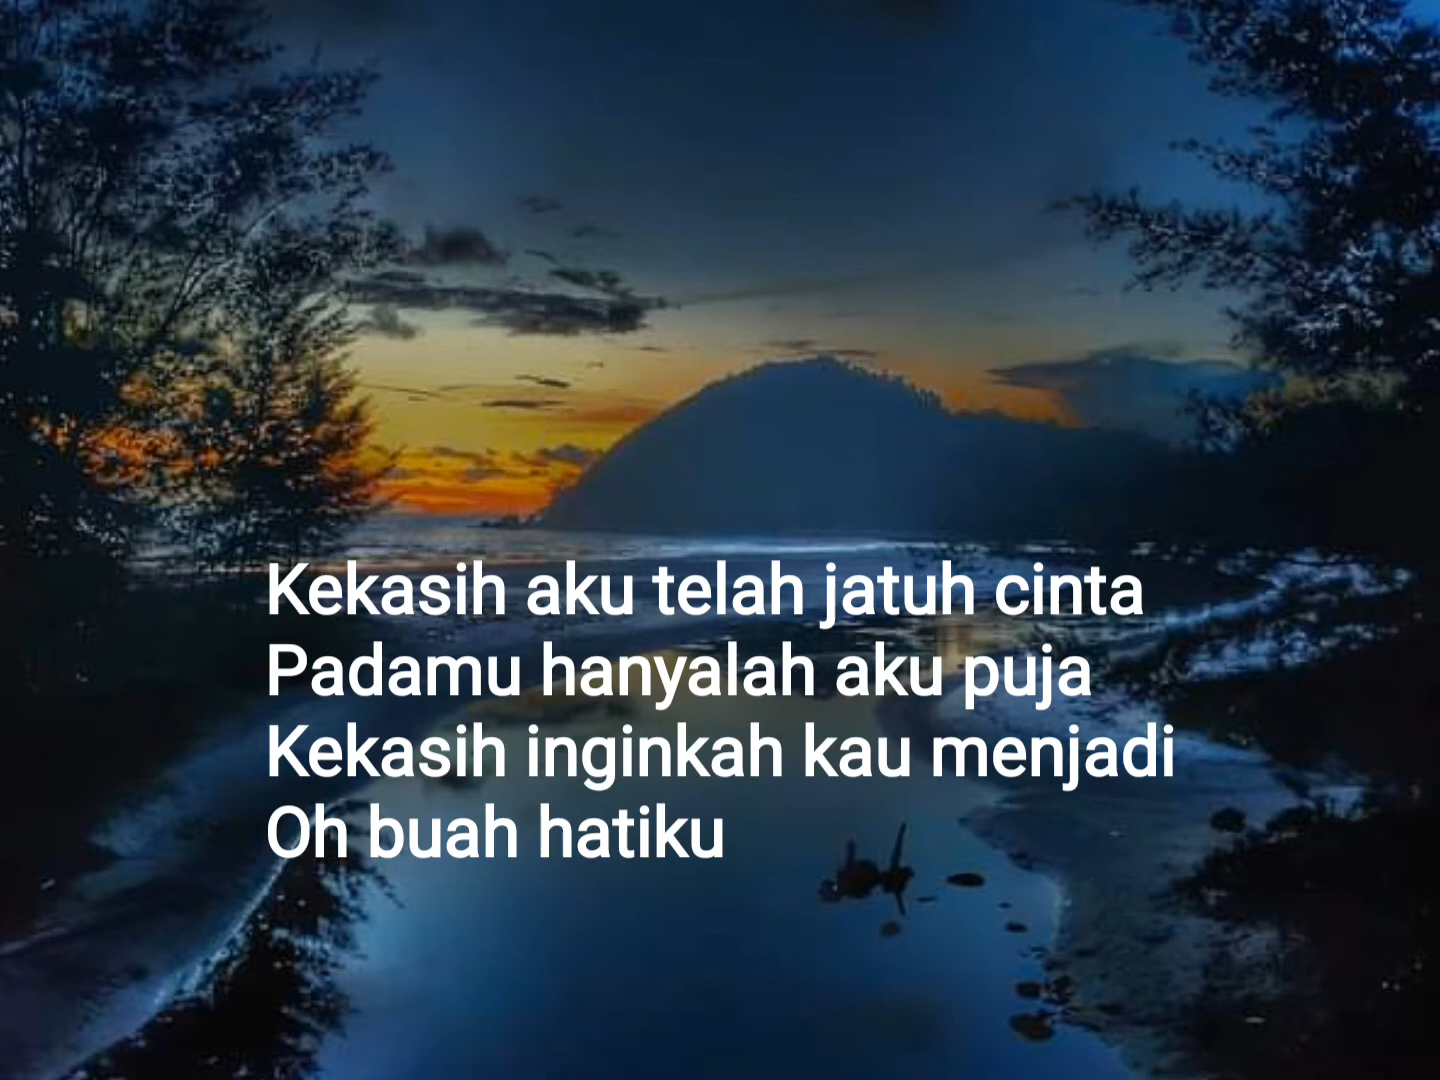 Kekasih aku telah jatuh cinta
Padamu hanyalah aku puja
Kekasih inginkah kau menjadi
Oh buah hatiku